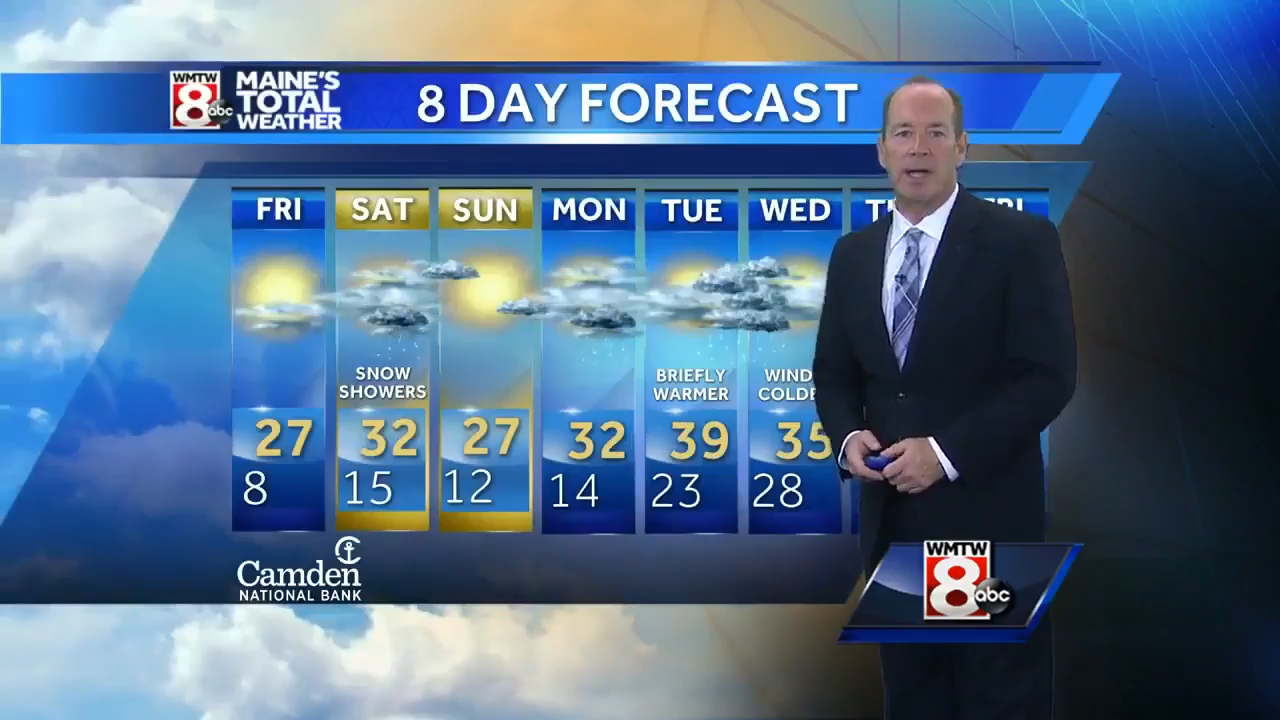 WMTW
8
abc
MAINE'S
TOTAL
WEATHER
8 DAY FORECAST
FRI SAT SUN MON TUE WED
SNOW
SHOWERS
BRIEFLY
WARMER
27 32 27 32 39 35
8 15 12 14 23 28
Camden
NATIONAL BANK
WMTW
8
abc